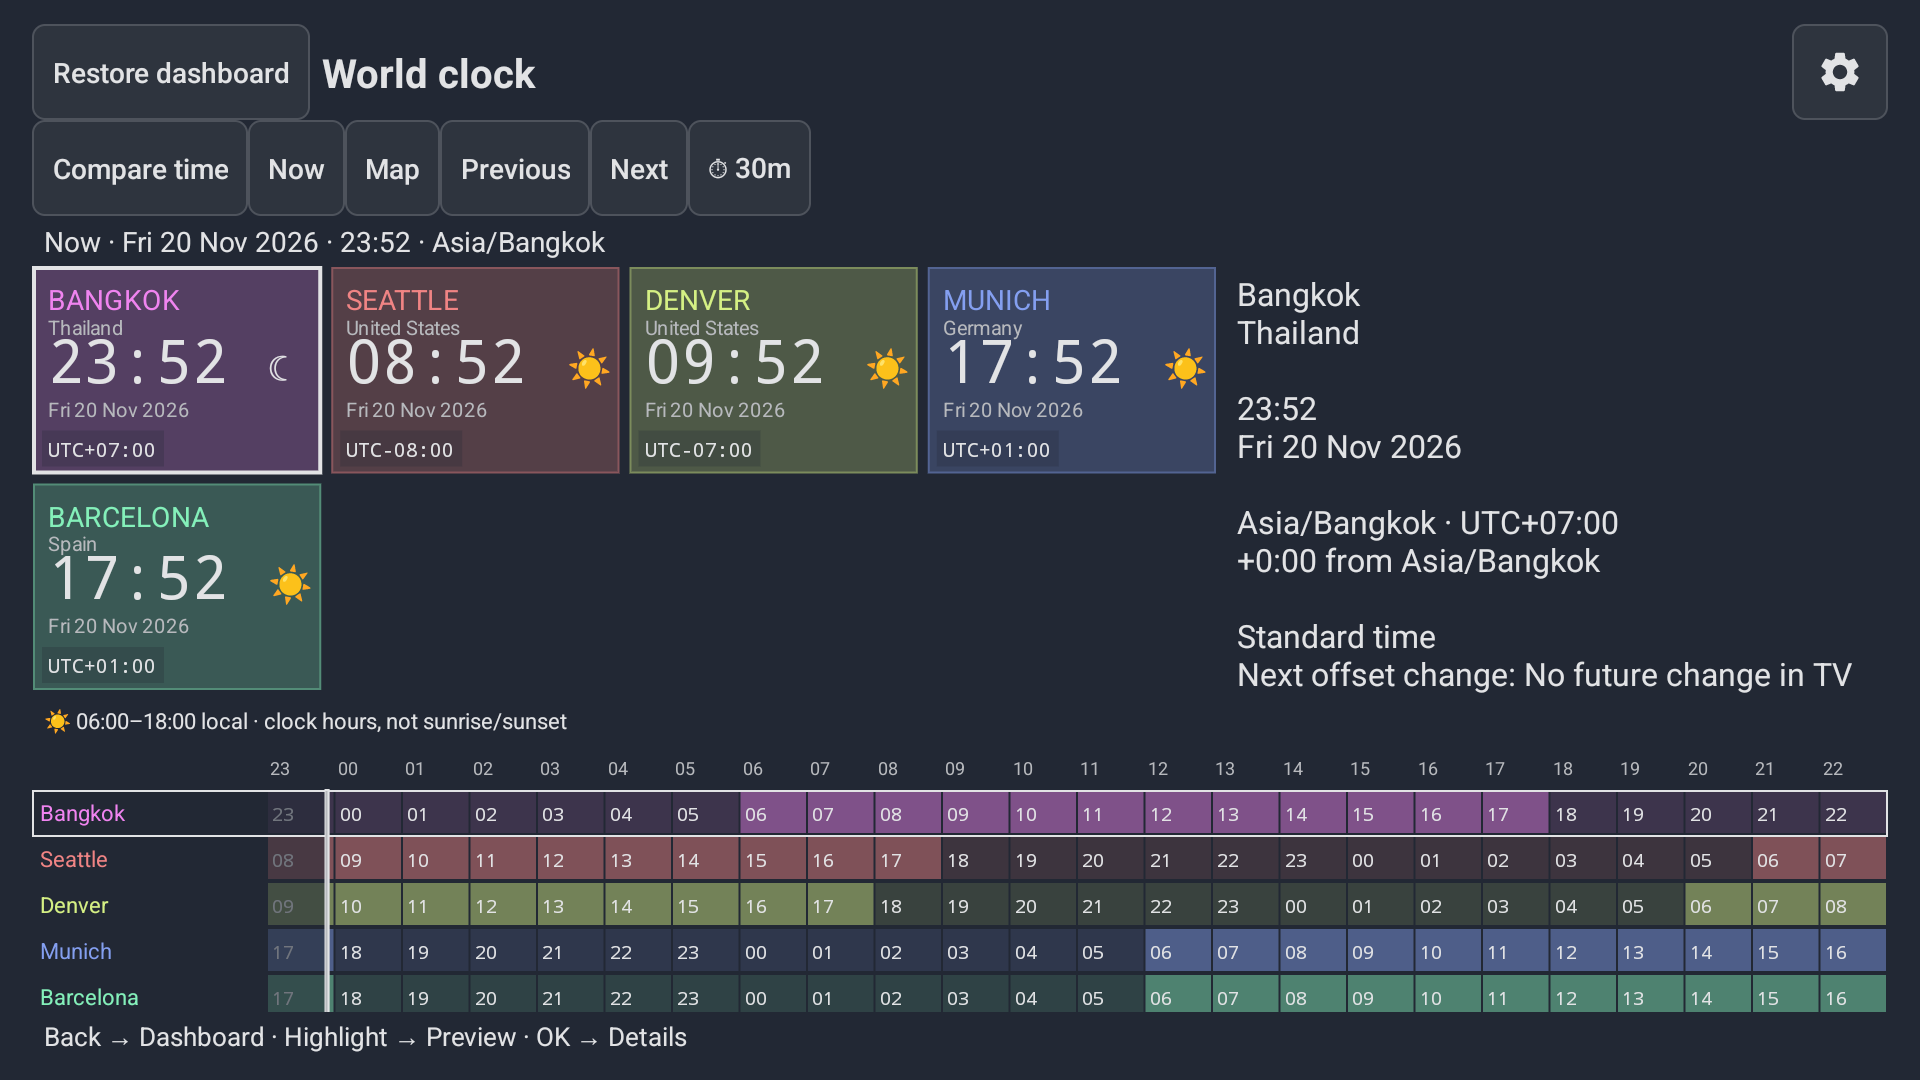 Restore dashboard World clock
Compare time Now Map Previous Next ⏱ 30m
Now · Fri 20 Nov 2026 · 23:52 · Asia/Bangkok
BANGKOK
Thailand
23:52
Fri 20 Nov 2026
UTC+07:00
SEATTLE
United States
08:52
Fri 20 Nov 2026
UTC-08:00
DENVER
United States
09:52
Fri 20 Nov 2026
UTC-07:00
MUNICH
Germany
17:52
Fri 20 Nov 2026
UTC+01:00
BARCELONA
Spain
17:52
Fri 20 Nov 2026
UTC+01:00
Bangkok
Thailand
23:52
Fri 20 Nov 2026
Asia/Bangkok · UTC+07:00
+0:00 from Asia/Bangkok
Standard time
Next offset change: No future change in TV
☀️ 06:00–18:00 local · clock hours, not sunrise/sunset
23 00 01 02 03 04 05 06 07 08 09 10 11 12 13 14 15 16 17 18 19 20 21 22
Bangkok 23 00 01 02 03 04 05 06 07 08 09 10 11 12 13 14 15 16 17 18 19 20 21 22
Seattle 08 09 10 11 12 13 14 15 16 17 18 19 20 21 22 23 00 01 02 03 04 05 06 07
Denver 09 10 11 12 13 14 15 16 17 18 19 20 21 22 23 00 01 02 03 04 05 06 07 08
Munich 17 18 19 20 21 22 23 00 01 02 03 04 05 06 07 08 09 10 11 12 13 14 15 16
Barcelona 17 18 19 20 21 22 23 00 01 02 03 04 05 06 07 08 09 10 11 12 13 14 15 16
Back → Dashboard · Highlight → Preview · OK → Details